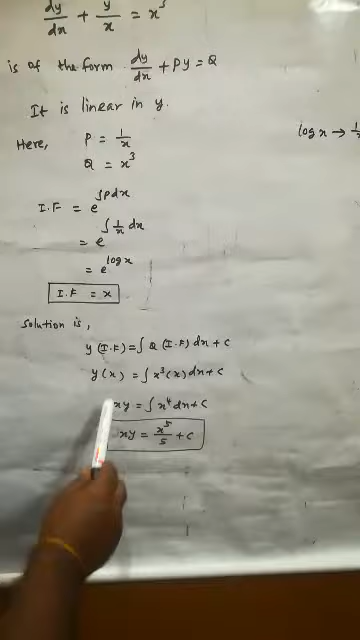 dy/dx + y/x = x³
is of the form dy/dx + Py = Q
It is linear in y.
Here, P = 1/x
Q = x³
log x → 1/
I.F = e^∫Pdx
= e^∫1/x dx
= e^log x
I.F = x
Solution is,
y (I.F) = ∫ Q (I.F) dx + c
y(x) = ∫ x³(x) dx + c
xy = ∫ x⁴ dx + c
xy = x⁵/5 + c